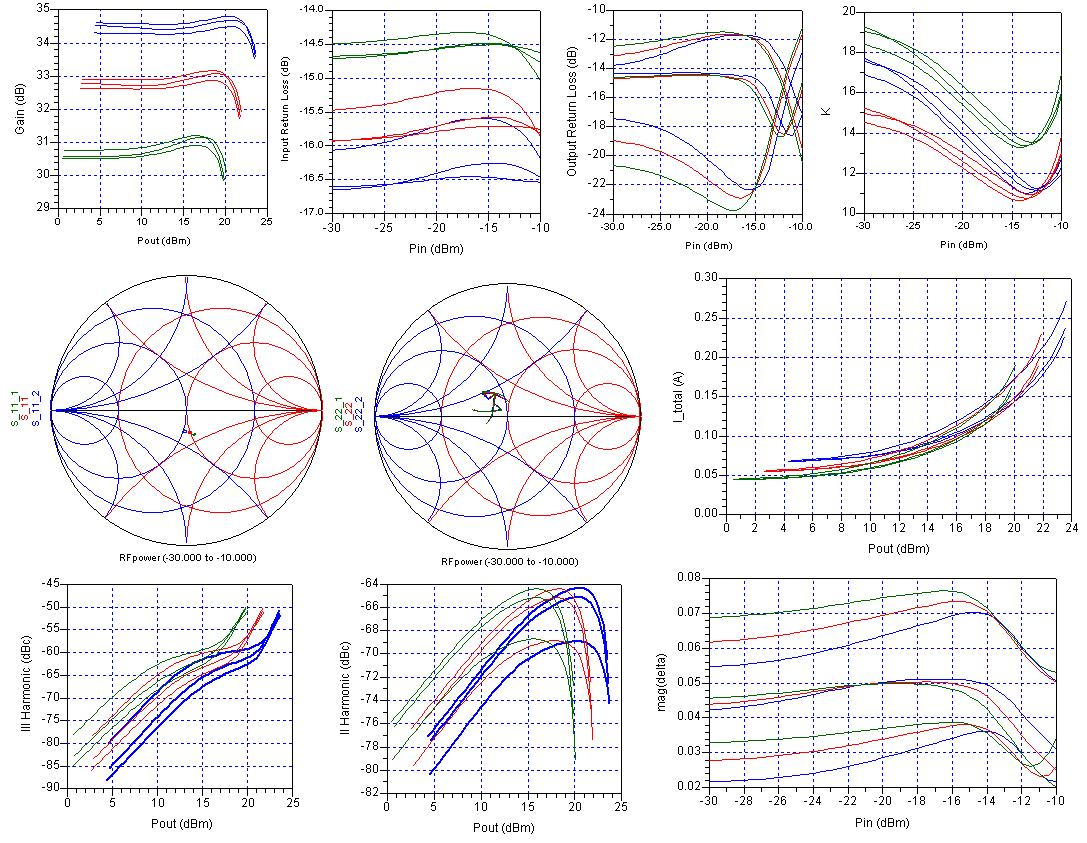 35
34
33
32
31
30
29
Gain (dB)
0 5 10 15 20 25
Pout (dBm)
-14.0
-14.5
-15.0
-15.5
-16.0
-16.5
-17.0
Input Return Loss (dB)
-30 -25 -20 -15 -10
Pin (dBm)
-10
-12
-14
-16
-18
-20
-22
-24
Output Return Loss (dB)
-30.0 -25.0 -20.0 -15.0 -10.0
Pin (dBm)
20
18
16
14
12
10
K
-30 -20 -10
Pin (dBm)
S_11_1
S_11
S_11_2
RFpower (-30.000 to -10.000)
S_22_1
S_22
S_22_2
RFpower (-30.000 to -10.000)
0.30
0.25
0.20
0.15
0.10
0.05
0.00
I_total (A)
0 2 4 6 8 10 12 14 16 18 20 22 24
Pout (dBm)
-45
-50
-55
-60
-65
-70
-75
-80
-85
-90
III Harmonic (dBc)
0 5 10 15 20 25
Pout (dBm)
-64
-66
-68
-70
-72
-74
-76
-78
-80
-82
II Harmonic (dBc)
0 5 10 15 20 25
Pout (dBm)
0.08
0.07
0.06
0.05
0.04
0.03
0.02
mag(delta)
-30 -28 -26 -24 -22 -20 -18 -16 -14 -12 -10
Pin (dBm)